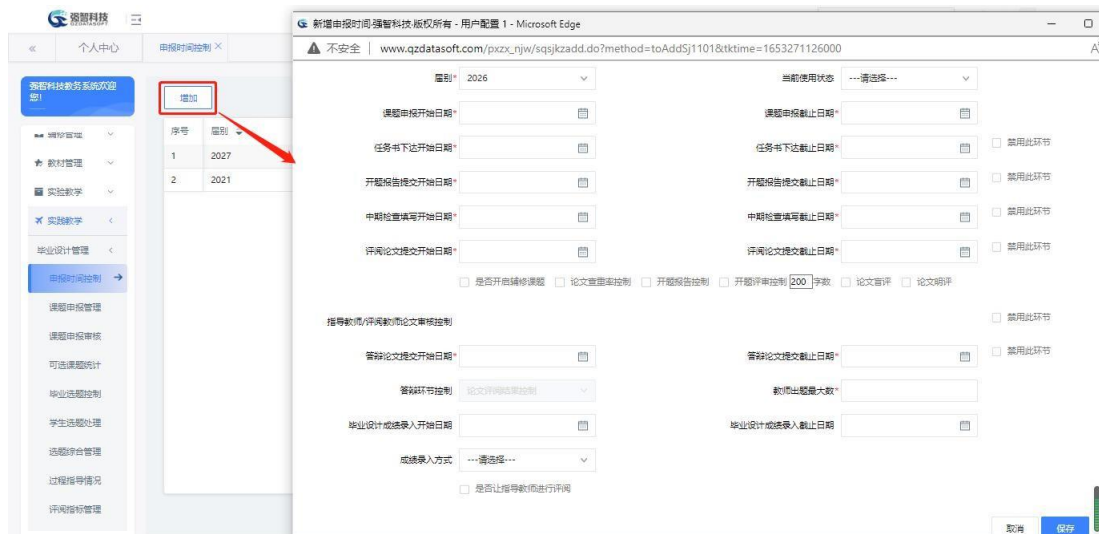 强智科技
QZDATASOFT
个人中心
申报时间控制 ×
强智科技教务系统欢迎您!
辅修管理
教材管理
实验教学
实践教学
毕业设计管理
申报时间控制
课题申报管理
课题申报审核
可选课题统计
毕业选题控制
学生选题处理
选题综合管理
过程指导情况
评阅指标管理
增加
序号 届别
1 2027
2 2021
新增申报时间-强智科技.版权所有 - 用户配置 1 - Microsoft Edge
不安全 | www.qzdatasoft.com/pxzx_njw/sqsjkzadd.do?method=toAddSj1101&tktime=1653271126000
届别* 2026 当前使用状态 ---请选择---
课题申报开始日期* 课题申报截止日期*
任务书下达开始日期* 任务书下达截止日期* 禁用此环节
开题报告提交开始日期* 开题报告提交截止日期* 禁用此环节
中期检查填写开始日期* 中期检查填写截止日期* 禁用此环节
评阅论文提交开始日期* 评阅论文提交截止日期* 禁用此环节
是否开启辅修课题 论文查重率控制 开题报告控制 开题评审控制 200 字数 论文盲评 论文明评
指导教师/评阅教师论文审核控制 禁用此环节
答辩论文提交开始日期* 答辩论文提交截止日期* 禁用此环节
答辩环节控制 论文评阅结果控制 教师出题最大数*
毕业设计成绩录入开始日期 毕业设计成绩录入截止日期
成绩录入方式 ---请选择---
是否让指导教师进行评阅
取消 保存